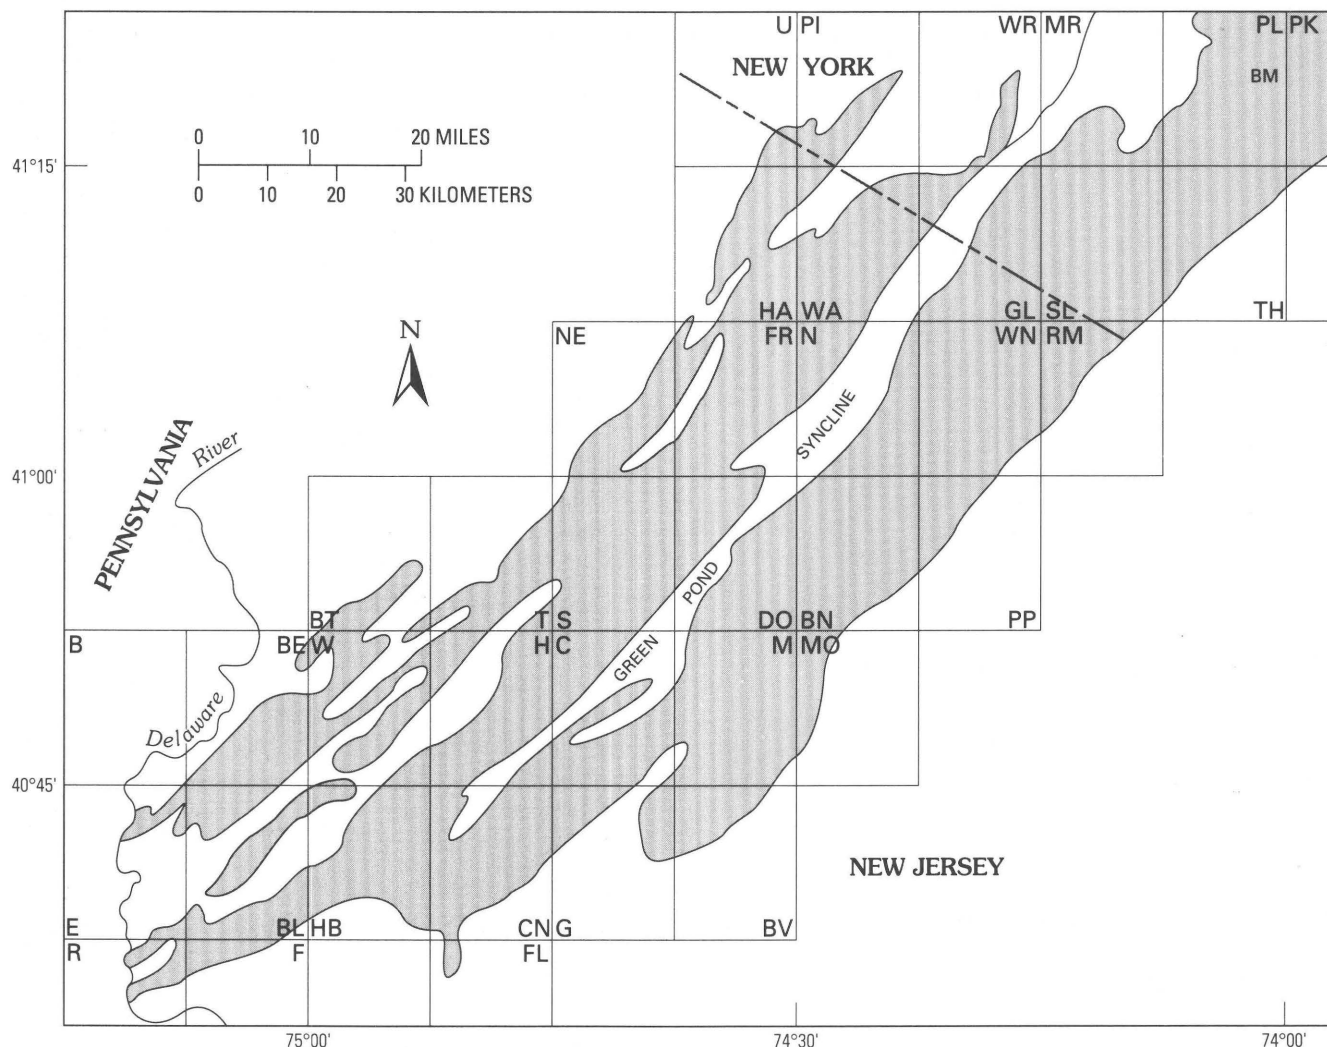 U PI
WR MR
PL PK
NEW YORK
BM
0 10 20 MILES
41°15'
0 10 20 30 KILOMETERS
HA WA
GL SL
TH
N
NE
FR N
WN RM
PENNSYLVANIA
River
SYNCLINE
41°00'
POND
BT
T S
DO BN
PP
B
BE W
H C
GREEN
M MO
Delaware
40°45'
NEW JERSEY
E
BL HB
CN G
BV
R
F
FL
75°00'
74°30'
74°00'